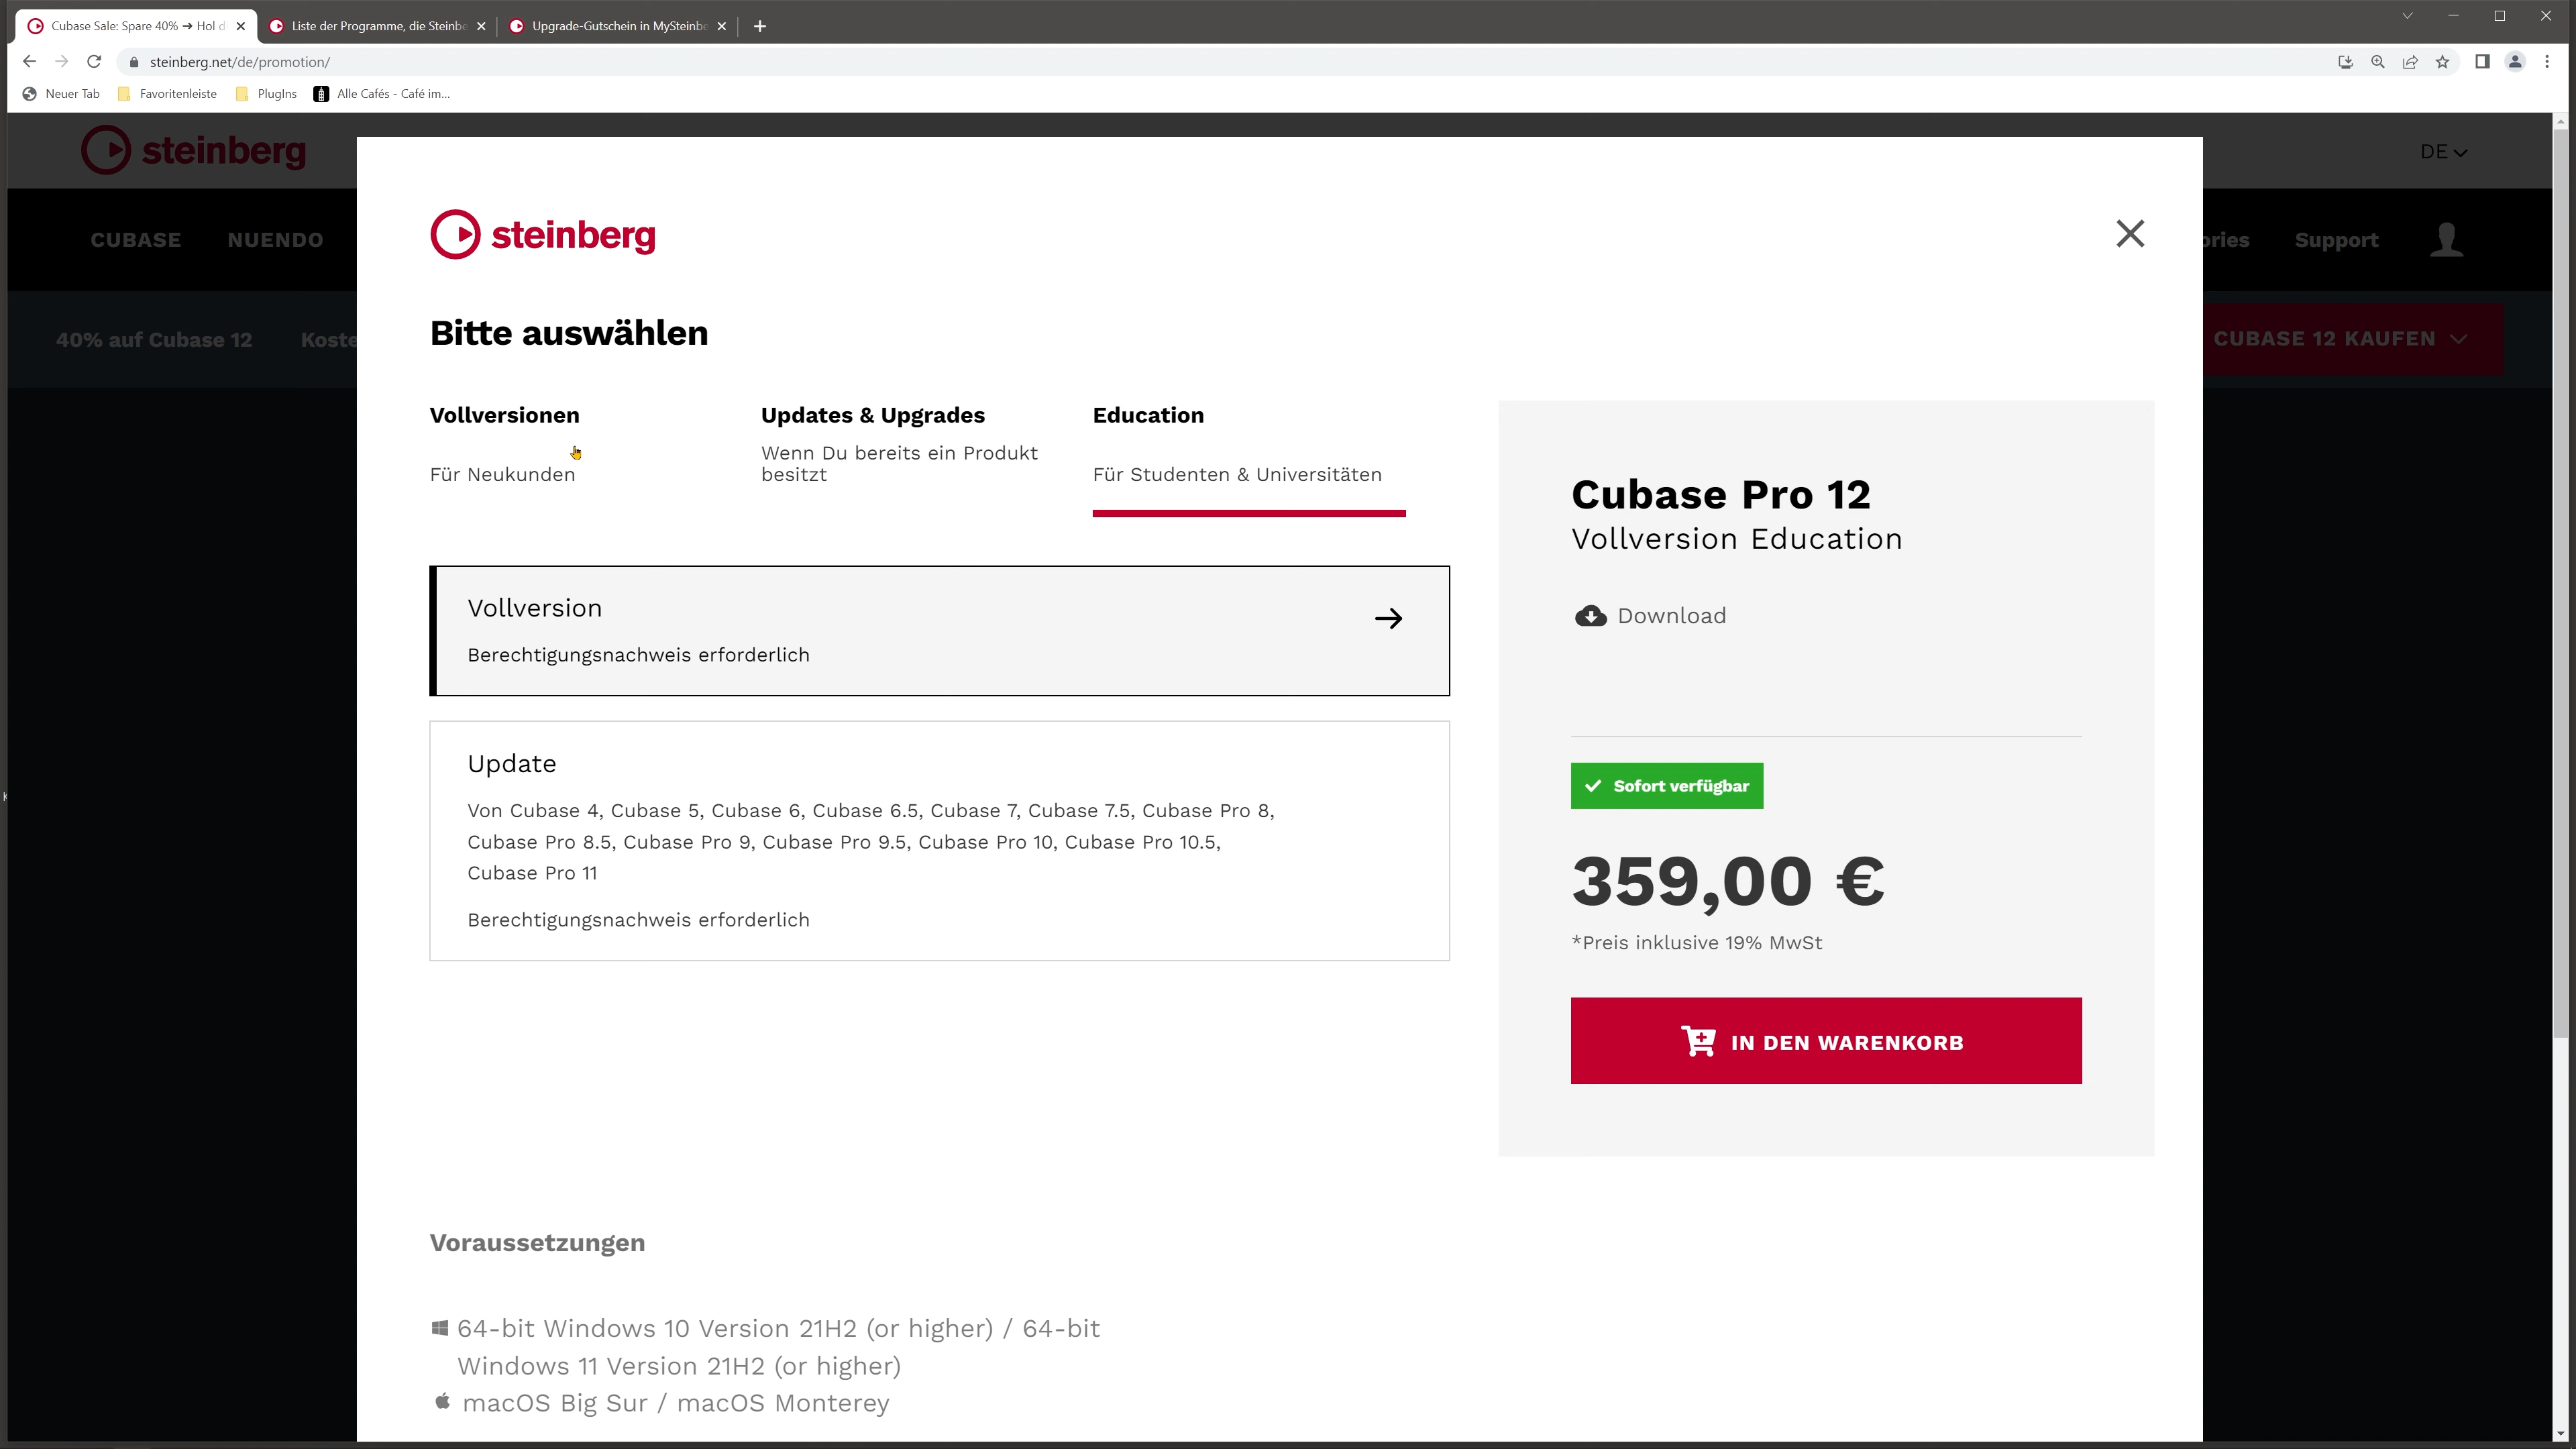 Cubase Sale: Spare 40% ➔ Hol d
Liste der Programme, die Steinbe
Upgrade-Gutschein in MySteinbe
steinberg.net/de/promotion/
Neuer Tab
Favoritenleiste
PlugIns
Alle Cafés - Café im...
steinberg
DE
steinberg
CUBASE
NUENDO
ories
Support
Bitte auswählen
40% auf Cubase 12
Koste
CUBASE 12 KAUFEN
Vollversionen
Für Neukunden
Updates & Upgrades
Wenn Du bereits ein Produkt
besitzt
Education
Für Studenten & Universitäten
Vollversion
Berechtigungsnachweis erforderlich
Update
Von Cubase 4, Cubase 5, Cubase 6, Cubase 6.5, Cubase 7, Cubase 7.5, Cubase Pro 8,
Cubase Pro 8.5, Cubase Pro 9, Cubase Pro 9.5, Cubase Pro 10, Cubase Pro 10.5,
Cubase Pro 11
Berechtigungsnachweis erforderlich
Cubase Pro 12
Vollversion Education
Download
Sofort verfügbar
359,00 €
*Preis inklusive 19% MwSt
IN DEN WARENKORB
Voraussetzungen
64-bit Windows 10 Version 21H2 (or higher) / 64-bit
Windows 11 Version 21H2 (or higher)
macOS Big Sur / macOS Monterey